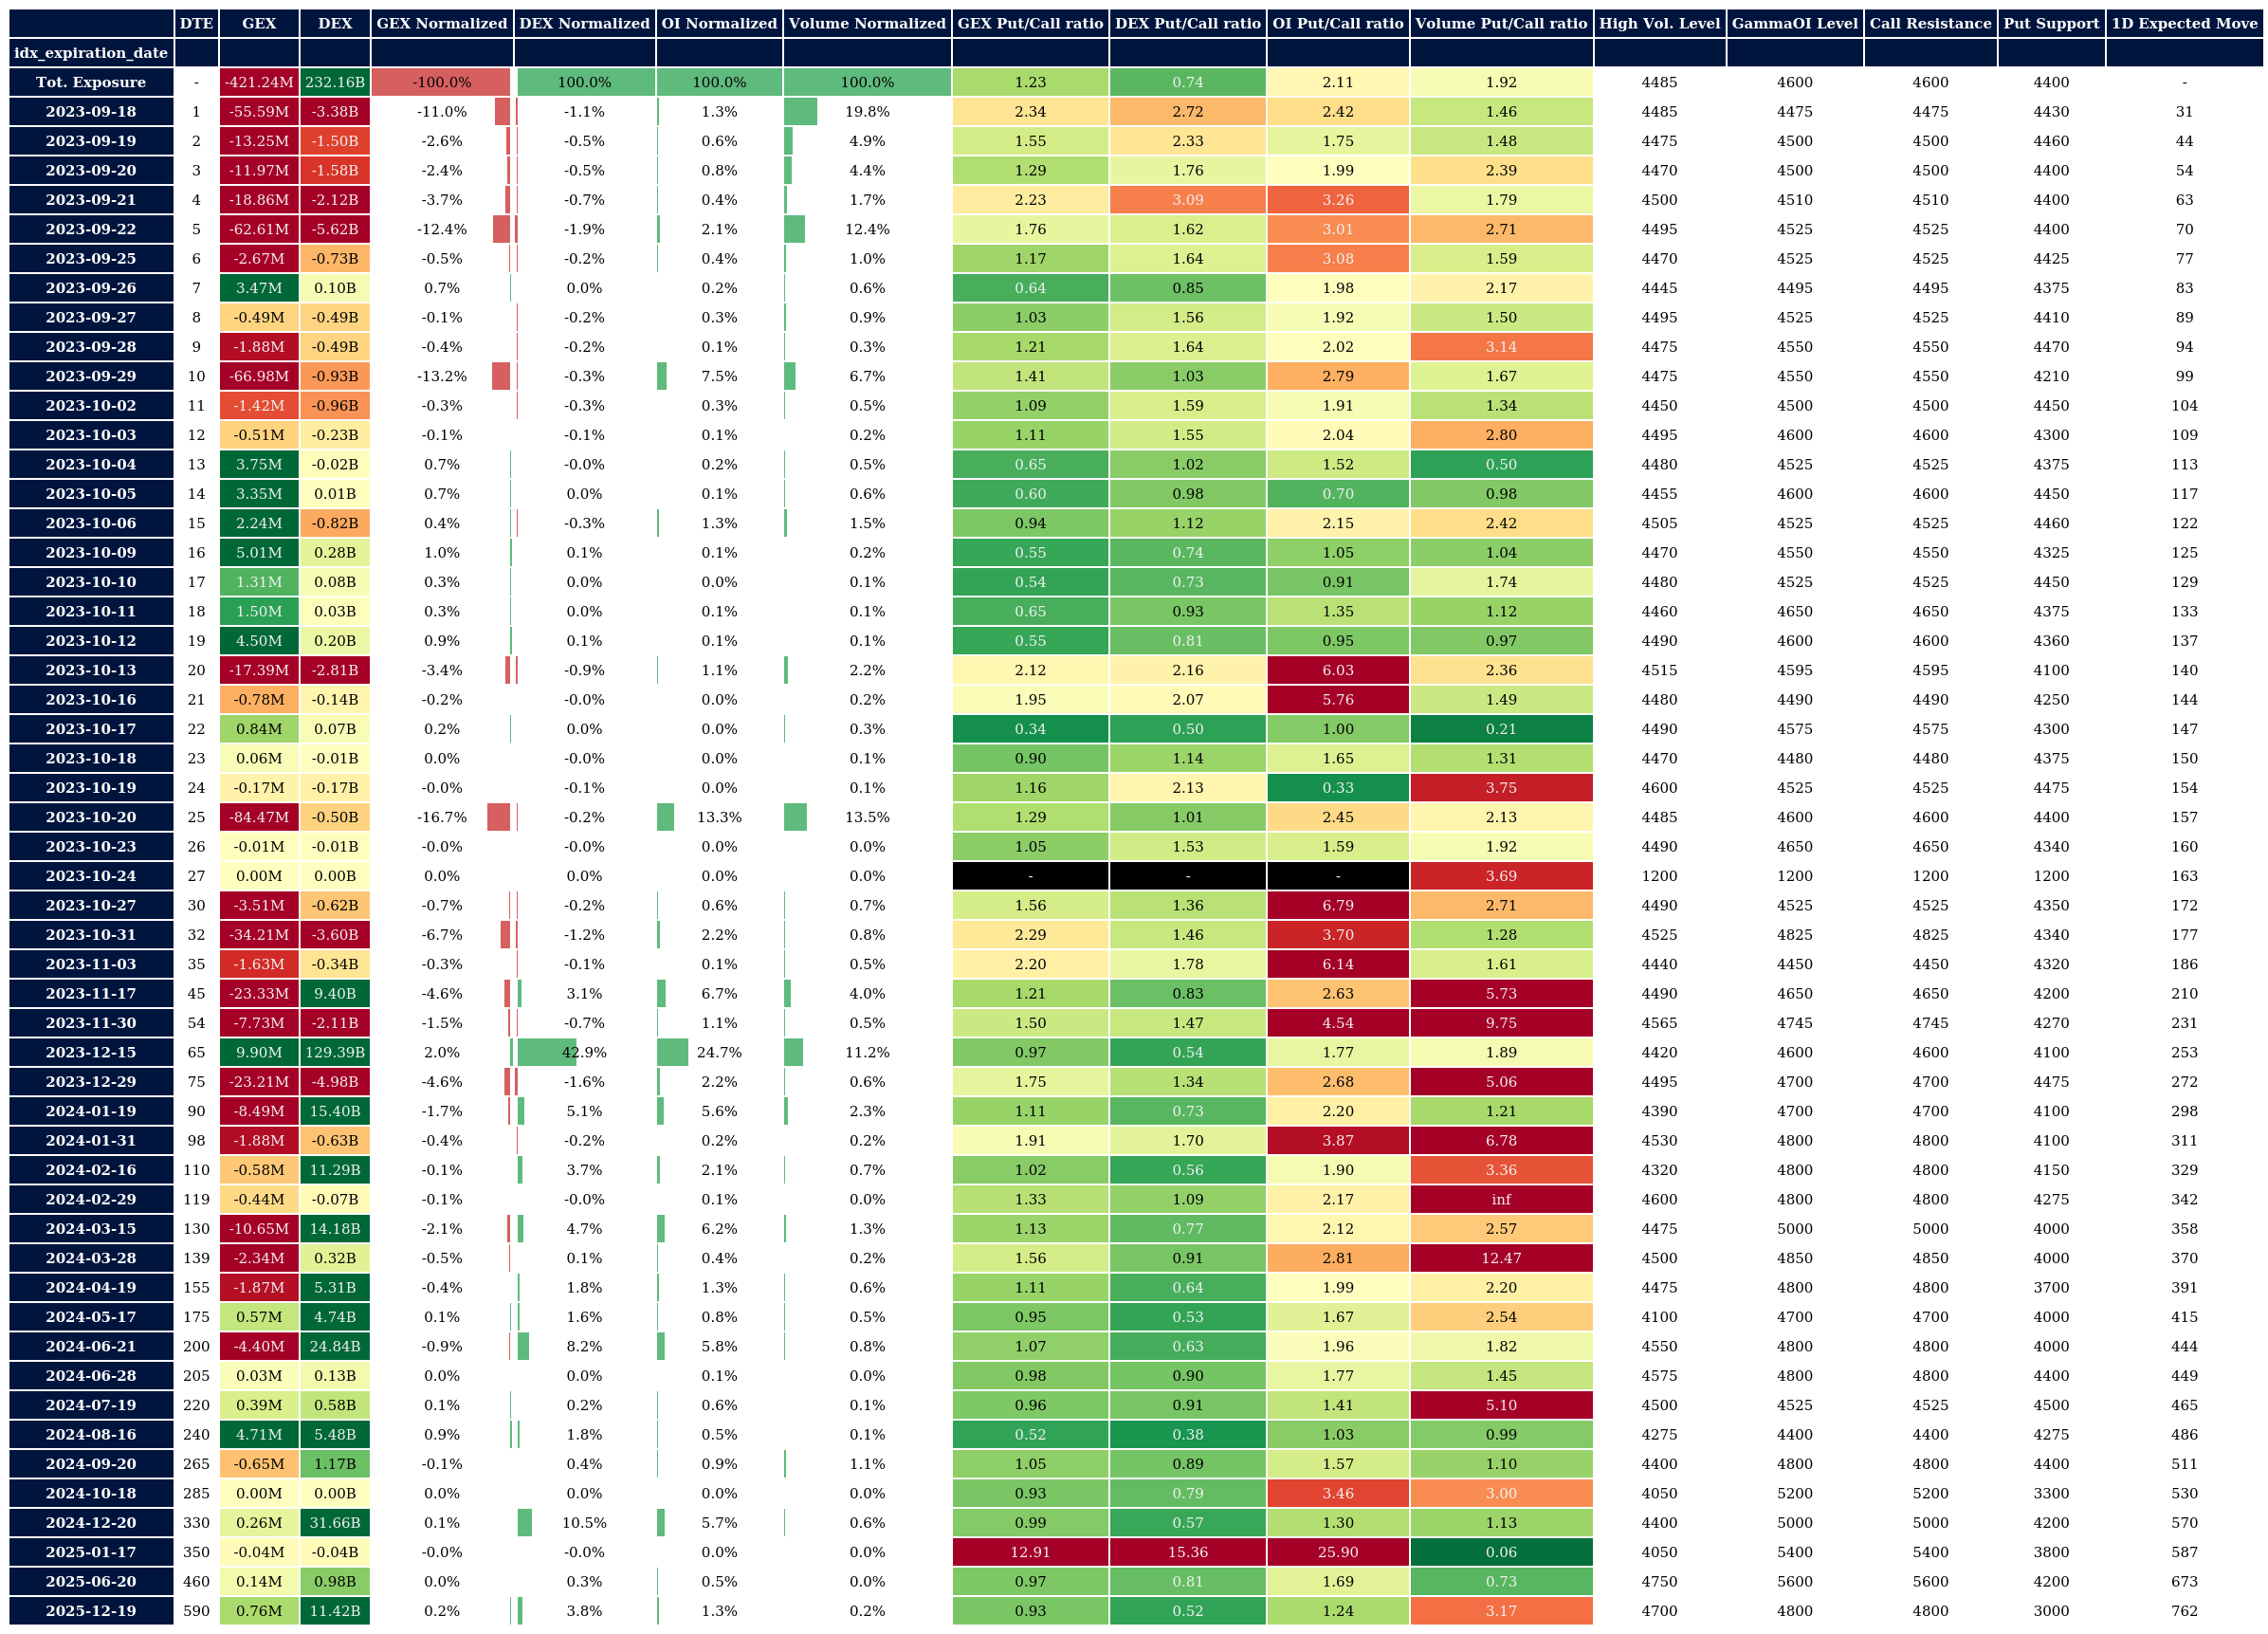 DTE GEX DEX GEX Normalized DEX Normalized OI Normalized Volume Normalized GEX Put/Call ratio DEX Put/Call ratio OI Put/Call ratio Volume Put/Call ratio High Vol. Level GammaOI Level Call Resistance Put Support 1D Expected Move
idx_expiration_date
Tot. Exposure - -421.24M 232.16B -100.0% 100.0% 100.0% 100.0% 1.23 0.74 2.11 1.92 4485 4600 4600 4400 -
2023-09-18 1 -55.59M -3.38B -11.0% -1.1% 1.3% 19.8% 2.34 2.72 2.42 1.46 4485 4475 4475 4430 31
2023-09-19 2 -13.25M -1.50B -2.6% -0.5% 0.6% 4.9% 1.55 2.33 1.75 1.48 4475 4500 4500 4460 44
2023-09-20 3 -11.97M -1.58B -2.4% -0.5% 0.8% 4.4% 1.29 1.76 1.99 2.39 4470 4500 4500 4400 54
2023-09-21 4 -18.86M -2.12B -3.7% -0.7% 0.4% 1.7% 2.23 3.09 3.26 1.79 4500 4510 4510 4400 63
2023-09-22 5 -62.61M -5.62B -12.4% -1.9% 2.1% 12.4% 1.76 1.62 3.01 2.71 4495 4525 4525 4400 70
2023-09-25 6 -2.67M -0.73B -0.5% -0.2% 0.4% 1.0% 1.17 1.64 3.08 1.59 4470 4525 4525 4425 77
2023-09-26 7 3.47M 0.10B 0.7% 0.0% 0.2% 0.6% 0.64 0.85 1.98 2.17 4445 4495 4495 4375 83
2023-09-27 8 -0.49M -0.49B -0.1% -0.2% 0.3% 0.9% 1.03 1.56 1.92 1.50 4495 4525 4525 4410 89
2023-09-28 9 -1.88M -0.49B -0.4% -0.2% 0.1% 0.3% 1.21 1.64 2.02 3.14 4475 4550 4550 4470 94
2023-09-29 10 -66.98M -0.93B -13.2% -0.3% 7.5% 6.7% 1.41 1.03 2.79 1.67 4475 4550 4550 4210 99
2023-10-02 11 -1.42M -0.96B -0.3% -0.3% 0.3% 0.5% 1.09 1.59 1.91 1.34 4450 4500 4500 4450 104
2023-10-03 12 -0.51M -0.23B -0.1% -0.1% 0.1% 0.2% 1.11 1.55 2.04 2.80 4495 4600 4600 4300 109
2023-10-04 13 3.75M -0.02B 0.7% -0.0% 0.2% 0.5% 0.65 1.02 1.52 0.50 4480 4525 4525 4375 113
2023-10-05 14 3.35M 0.01B 0.7% 0.0% 0.1% 0.6% 0.60 0.98 0.70 0.98 4455 4600 4600 4450 117
2023-10-06 15 2.24M -0.82B 0.4% -0.3% 1.3% 1.5% 0.94 1.12 2.15 2.42 4505 4525 4525 4460 122
2023-10-09 16 5.01M 0.28B 1.0% 0.1% 0.1% 0.2% 0.55 0.74 1.05 1.04 4470 4550 4550 4325 125
2023-10-10 17 1.31M 0.08B 0.3% 0.0% 0.0% 0.1% 0.54 0.73 0.91 1.74 4480 4525 4525 4450 129
2023-10-11 18 1.50M 0.03B 0.3% 0.0% 0.1% 0.1% 0.65 0.93 1.35 1.12 4460 4650 4650 4375 133
2023-10-12 19 4.50M 0.20B 0.9% 0.1% 0.1% 0.1% 0.55 0.81 0.95 0.97 4490 4600 4600 4360 137
2023-10-13 20 -17.39M -2.81B -3.4% -0.9% 1.1% 2.2% 2.12 2.16 6.03 2.36 4515 4595 4595 4100 140
2023-10-16 21 -0.78M -0.14B -0.2% -0.0% 0.0% 0.2% 1.95 2.07 5.76 1.49 4480 4490 4490 4250 144
2023-10-17 22 0.84M 0.07B 0.2% 0.0% 0.0% 0.3% 0.34 0.50 1.00 0.21 4490 4575 4575 4300 147
2023-10-18 23 0.06M -0.01B 0.0% -0.0% 0.0% 0.1% 0.90 1.14 1.65 1.31 4470 4480 4480 4375 150
2023-10-19 24 -0.17M -0.17B -0.0% -0.1% 0.0% 0.1% 1.16 2.13 0.33 3.75 4600 4525 4525 4475 154
2023-10-20 25 -84.47M -0.50B -16.7% -0.2% 13.3% 13.5% 1.29 1.01 2.45 2.13 4485 4600 4600 4400 157
2023-10-23 26 -0.01M -0.01B -0.0% -0.0% 0.0% 0.0% 1.05 1.53 1.59 1.92 4490 4650 4650 4340 160
2023-10-24 27 0.00M 0.00B 0.0% 0.0% 0.0% 0.0% - - - 3.69 1200 1200 1200 1200 163
2023-10-27 30 -3.51M -0.62B -0.7% -0.2% 0.6% 0.7% 1.56 1.36 6.79 2.71 4490 4525 4525 4350 172
2023-10-31 32 -34.21M -3.60B -6.7% -1.2% 2.2% 0.8% 2.29 1.46 3.70 1.28 4525 4825 4825 4340 177
2023-11-03 35 -1.63M -0.34B -0.3% -0.1% 0.1% 0.5% 2.20 1.78 6.14 1.61 4440 4450 4450 4320 186
2023-11-17 45 -23.33M 9.40B -4.6% 3.1% 6.7% 4.0% 1.21 0.83 2.63 5.73 4490 4650 4650 4200 210
2023-11-30 54 -7.73M -2.11B -1.5% -0.7% 1.1% 0.5% 1.50 1.47 4.54 9.75 4565 4745 4745 4270 231
2023-12-15 65 9.90M 129.39B 2.0% 42.9% 24.7% 11.2% 0.97 0.54 1.77 1.89 4420 4600 4600 4100 253
2023-12-29 75 -23.21M -4.98B -4.6% -1.6% 2.2% 0.6% 1.75 1.34 2.68 5.06 4495 4700 4700 4475 272
2024-01-19 90 -8.49M 15.40B -1.7% 5.1% 5.6% 2.3% 1.11 0.73 2.20 1.21 4390 4700 4700 4100 298
2024-01-31 98 -1.88M -0.63B -0.4% -0.2% 0.2% 0.2% 1.91 1.70 3.87 6.78 4530 4800 4800 4100 311
2024-02-16 110 -0.58M 11.29B -0.1% 3.7% 2.1% 0.7% 1.02 0.56 1.90 3.36 4320 4800 4800 4150 329
2024-02-29 119 -0.44M -0.07B -0.1% -0.0% 0.1% 0.0% 1.33 1.09 2.17 inf 4600 4800 4800 4275 342
2024-03-15 130 -10.65M 14.18B -2.1% 4.7% 6.2% 1.3% 1.13 0.77 2.12 2.57 4475 5000 5000 4000 358
2024-03-28 139 -2.34M 0.32B -0.5% 0.1% 0.4% 0.2% 1.56 0.91 2.81 12.47 4500 4850 4850 4000 370
2024-04-19 155 -1.87M 5.31B -0.4% 1.8% 1.3% 0.6% 1.11 0.64 1.99 2.20 4475 4800 4800 3700 391
2024-05-17 175 0.57M 4.74B 0.1% 1.6% 0.8% 0.5% 0.95 0.53 1.67 2.54 4100 4700 4700 4000 415
2024-06-21 200 -4.40M 24.84B -0.9% 8.2% 5.8% 0.8% 1.07 0.63 1.96 1.82 4550 4800 4800 4000 444
2024-06-28 205 0.03M 0.13B 0.0% 0.0% 0.1% 0.0% 0.98 0.90 1.77 1.45 4575 4800 4800 4400 449
2024-07-19 220 0.39M 0.58B 0.1% 0.2% 0.6% 0.1% 0.96 0.91 1.41 5.10 4500 4525 4525 4500 465
2024-08-16 240 4.71M 5.48B 0.9% 1.8% 0.5% 0.1% 0.52 0.38 1.03 0.99 4275 4400 4400 4275 486
2024-09-20 265 -0.65M 1.17B -0.1% 0.4% 0.9% 1.1% 1.05 0.89 1.57 1.10 4400 4800 4800 4400 511
2024-10-18 285 0.00M 0.00B 0.0% 0.0% 0.0% 0.0% 0.93 0.79 3.46 3.00 4050 5200 5200 3300 530
2024-12-20 330 0.26M 31.66B 0.1% 10.5% 5.7% 0.6% 0.99 0.57 1.30 1.13 4400 5000 5000 4200 570
2025-01-17 350 -0.04M -0.04B -0.0% -0.0% 0.0% 0.0% 12.91 15.36 25.90 0.06 4050 5400 5400 3800 587
2025-06-20 460 0.14M 0.98B 0.0% 0.3% 0.5% 0.0% 0.97 0.81 1.69 0.73 4750 5600 5600 4200 673
2025-12-19 590 0.76M 11.42B 0.2% 3.8% 1.3% 0.2% 0.93 0.52 1.24 3.17 4700 4800 4800 3000 762